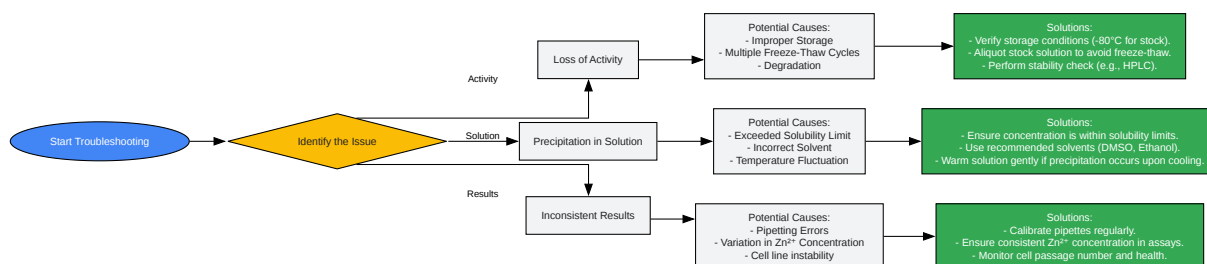 Start Troubleshooting
Identify the Issue
Activity
Loss of Activity
Potential Causes:
- Improper Storage
- Multiple Freeze-Thaw Cycles
- Degradation
Solutions:
- Verify storage conditions (-80°C for stock).
- Aliquot stock solution to avoid freeze-thaw.
- Perform stability check (e.g., HPLC).
Solution
Precipitation in Solution
Potential Causes:
- Exceeded Solubility Limit
- Incorrect Solvent
- Temperature Fluctuation
Solutions:
- Ensure concentration is within solubility limits.
- Use recommended solvents (DMSO, Ethanol).
- Warm solution gently if precipitation occurs upon cooling.
Results
Inconsistent Results
Potential Causes:
- Pipetting Errors
- Variation in Zn²⁺ Concentration
- Cell line instability
Solutions:
- Calibrate pipettes regularly.
- Ensure consistent Zn²⁺ concentration in assays.
- Monitor cell passage number and health.